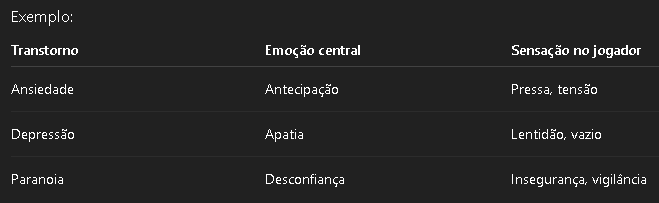 Exemplo:
Transtorno Emoção central Sensação no jogador
Ansiedade Antecipação Pressa, tensão
Depressão Apatia Lentidão, vazio
Paranoia Desconfiança Insegurança, vigilância